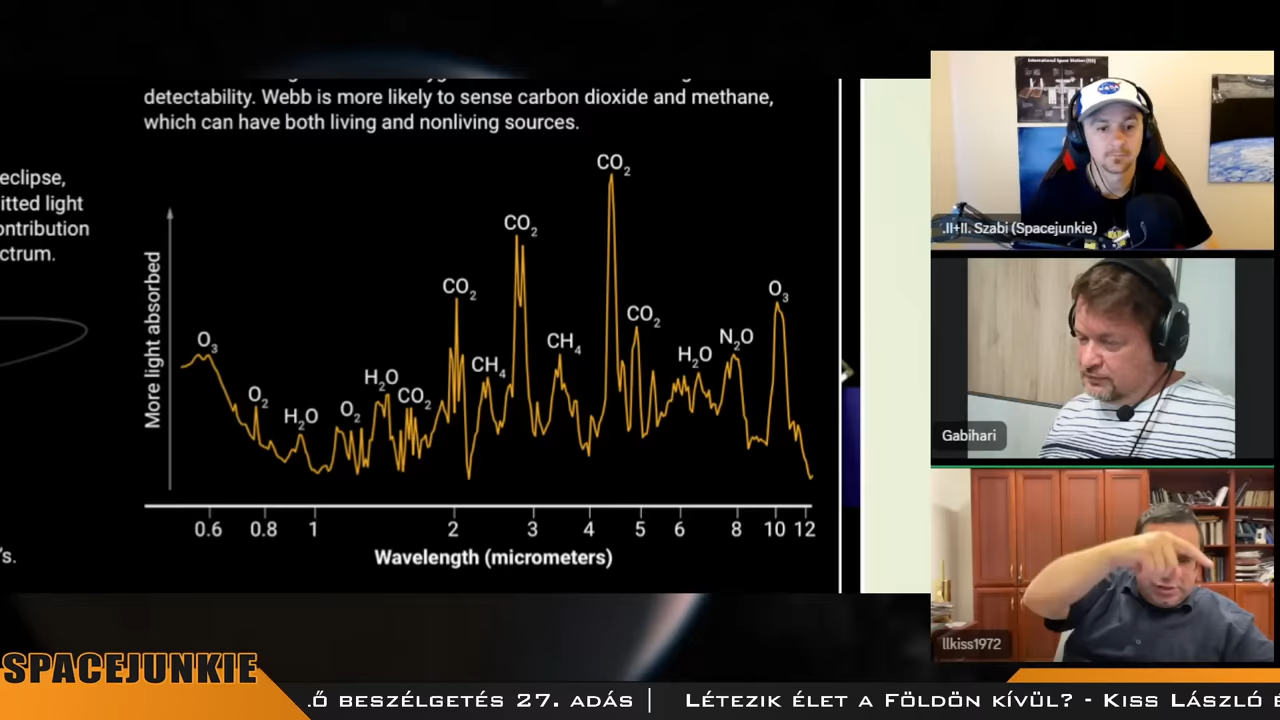 detectability. Webb is more likely to sense carbon dioxide and methane,
which can have both living and nonliving sources.
eclipse,
itted light
ontribution
ctrum.
's.
More light absorbed
O3
O2
H2O
O2
H2O
CO2
CO2
CH4
CO2
CH4
CO2
CO2
H2O
N2O
O3
0.6 0.8 1 2 3 4 5 6 8 10 12
Wavelength (micrometers)
International Space Station (ISS)
NASA
.II+II. Szabi (Spacejunkie)
Gabihari
llkiss1972
SPACEJUNKIE
.Ő BESZÉLGETÉS 27. ADÁS | LÉTEZIK ÉLET A FÖLDÖN KÍVÜL? - KISS LÁSZLÓ